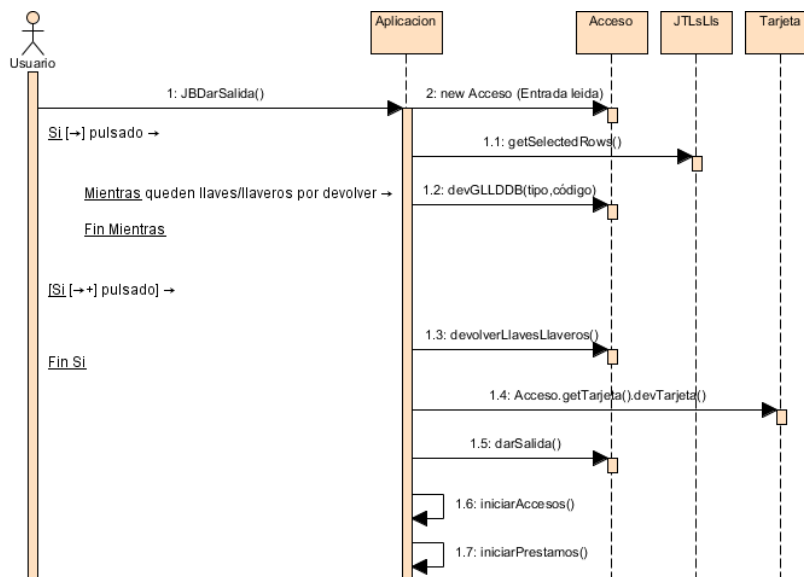 Aplicacion
Acceso
JTLsLls
Tarjeta
Usuario
1: JBDarSalida()
2: new Acceso (Entrada leida)
Si [→] pulsado →
1.1: getSelectedRows()
Mientras queden llaves/llaveros por devolver →
1.2: devGLLDDB(tipo,código)
Fin Mientras
[Si [→+] pulsado] →
1.3: devolverLlavesLlaveros()
Fin Si
1.4: Acceso.getTarjeta().devTarjeta()
1.5: darSalida()
1.6: iniciarAccesos()
1.7: iniciarPrestamos()